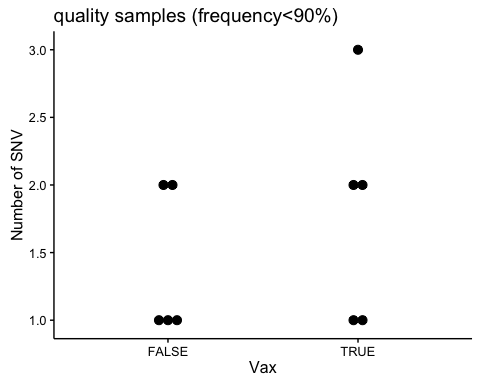 quality samples (frequency<90%)
3.0
2.5
2.0
1.5
1.0
Number of SNV
FALSE
TRUE
Vax